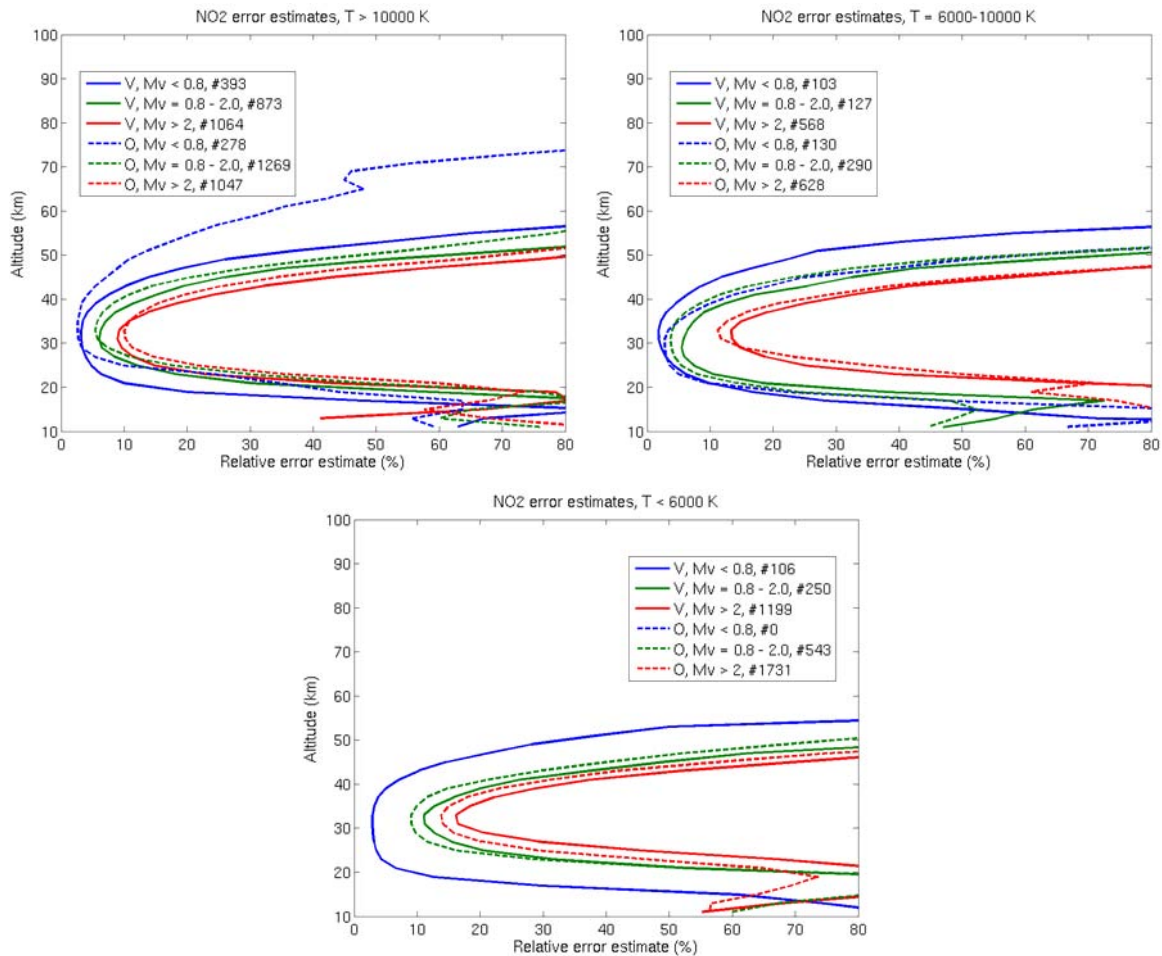 NO2 error estimates, T > 10000 K
100
90
80
70
60
50
40
30
20
10
Altitude (km)
V, Mv < 0.8, #393
V, Mv = 0.8 - 2.0, #873
V, Mv > 2, #1064
O, Mv < 0.8, #278
O, Mv = 0.8 - 2.0, #1269
O, Mv > 2, #1047
0 10 20 30 40 50 60 70 80
Relative error estimate (%)
NO2 error estimates, T = 6000-10000 K
100
90
80
70
60
50
40
30
20
10
Altitude (km)
V, Mv < 0.8, #103
V, Mv = 0.8 - 2.0, #127
V, Mv > 2, #568
O, Mv < 0.8, #130
O, Mv = 0.8 - 2.0, #290
O, Mv > 2, #628
0 10 20 30 40 50 60 70 80
Relative error estimate (%)
NO2 error estimates, T < 6000 K
100
90
80
70
60
50
40
30
20
10
Altitude (km)
V, Mv < 0.8, #106
V, Mv = 0.8 - 2.0, #250
V, Mv > 2, #1199
O, Mv < 0.8, #0
O, Mv = 0.8 - 2.0, #543
O, Mv > 2, #1731
0 10 20 30 40 50 60 70 80
Relative error estimate (%)